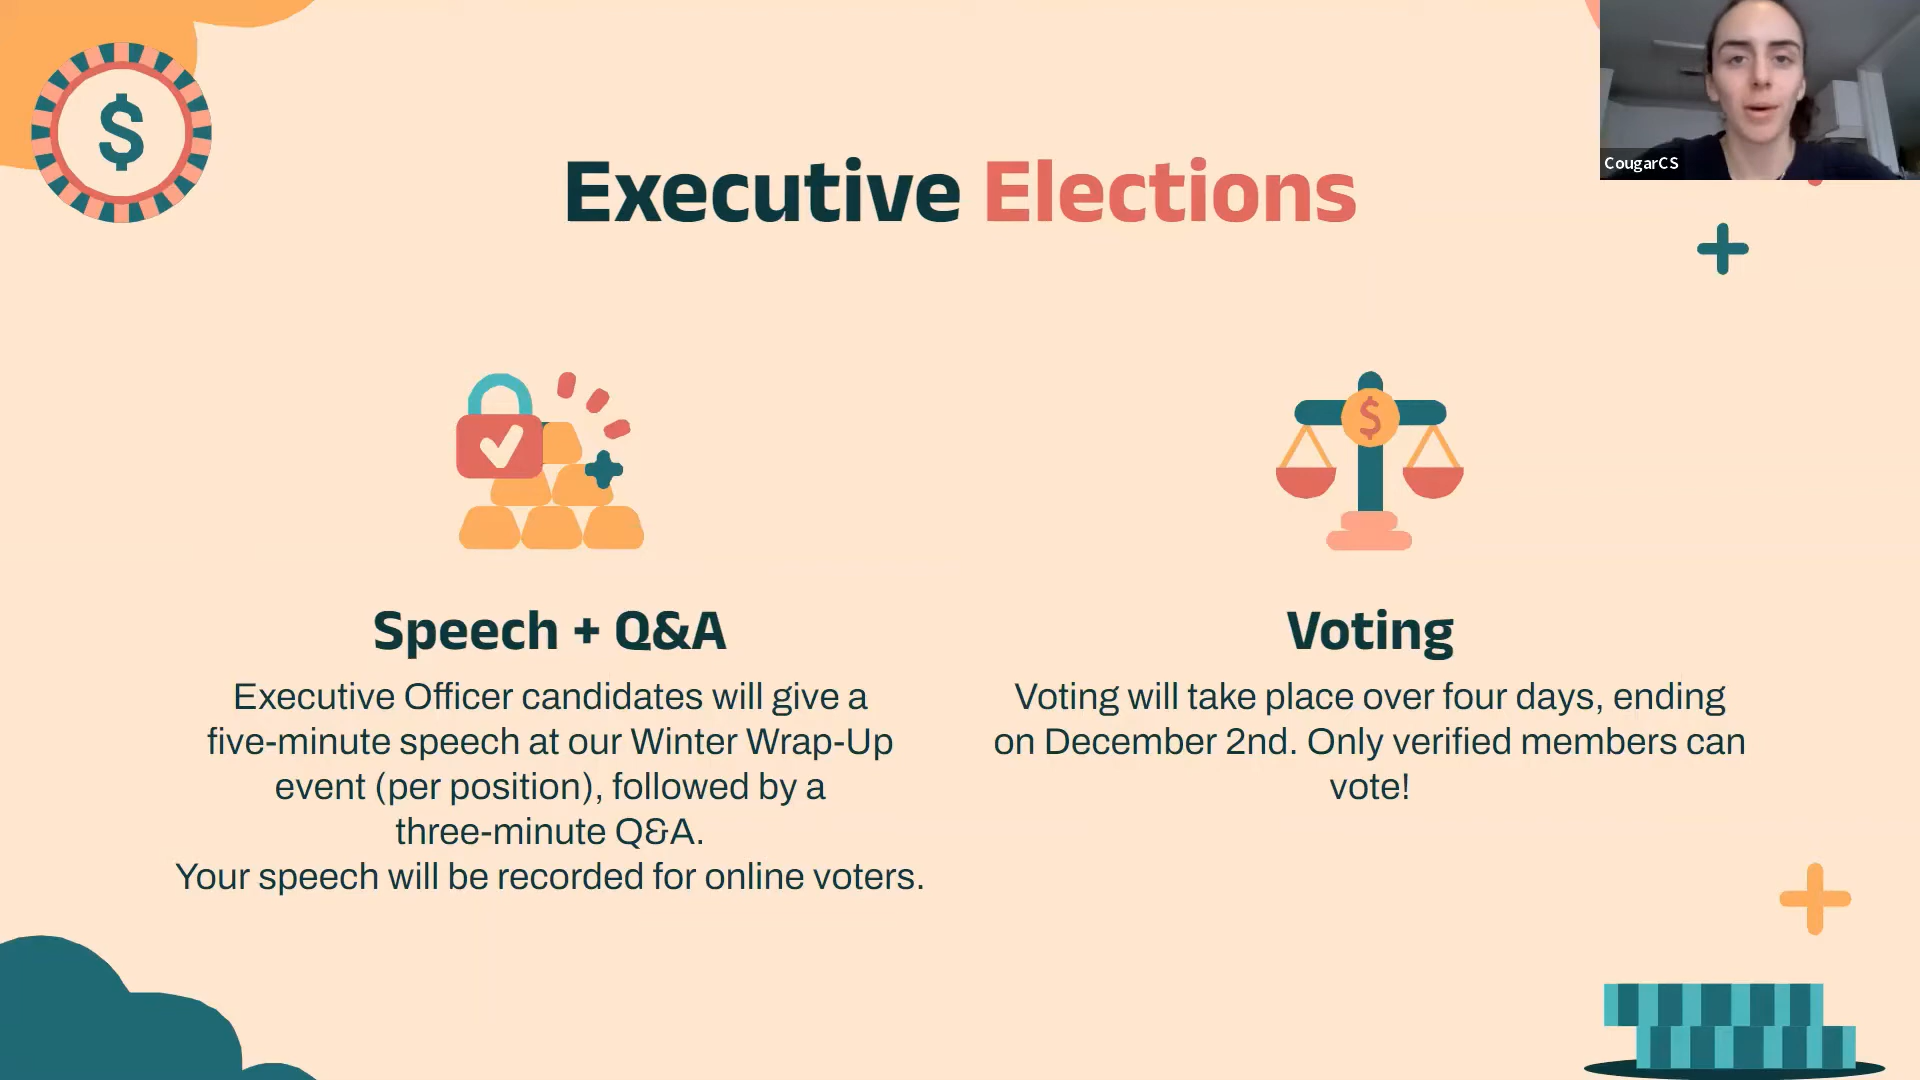 $
CougarCS
Executive Elections
$
Speech + Q&A
Executive Officer candidates will give a
five-minute speech at our Winter Wrap-Up
event (per position), followed by a
three-minute Q&A.
Your speech will be recorded for online voters.
Voting
Voting will take place over four days, ending
on December 2nd. Only verified members can
vote!